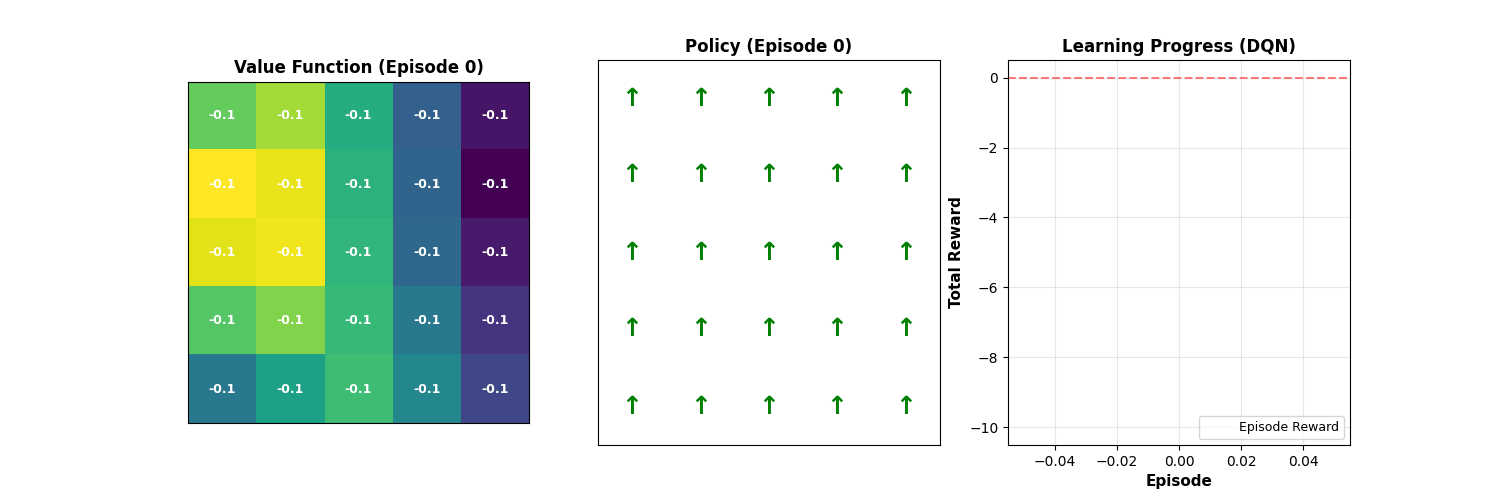 Value Function (Episode 0)
-0.1 -0.1 -0.1 -0.1 -0.1
-0.1 -0.1 -0.1 -0.1 -0.1
-0.1 -0.1 -0.1 -0.1 -0.1
-0.1 -0.1 -0.1 -0.1 -0.1
-0.1 -0.1 -0.1 -0.1 -0.1
Policy (Episode 0)
↑ ↑ ↑ ↑ ↑
↑ ↑ ↑ ↑ ↑
↑ ↑ ↑ ↑ ↑
↑ ↑ ↑ ↑ ↑
↑ ↑ ↑ ↑ ↑
Learning Progress (DQN)
Total Reward
0
−2
−4
−6
−8
−10
Episode Reward
−0.04 −0.02 0.00 0.02 0.04
Episode